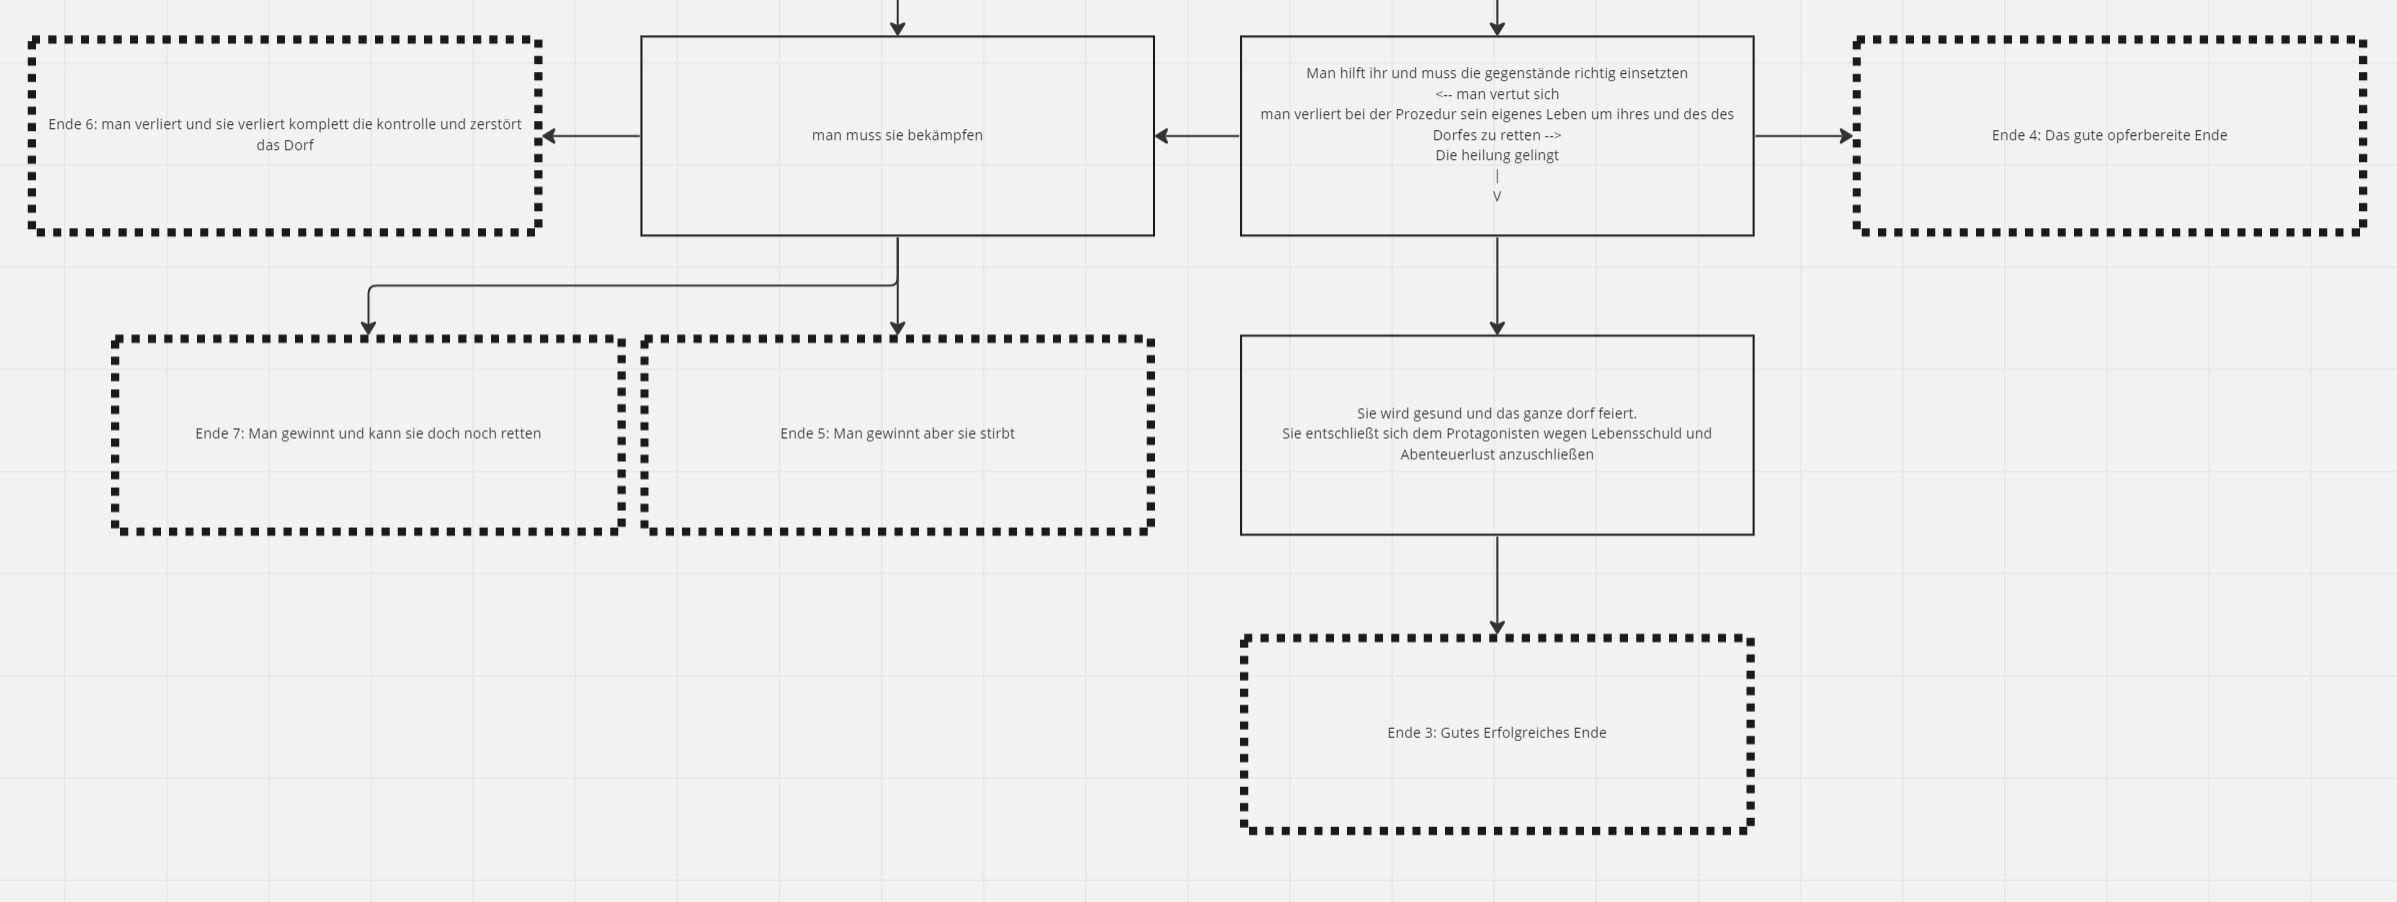 Ende 6: man verliert und sie verliert komplett die kontrolle und zerstört
das Dorf
man muss sie bekämpfen
Man hilft ihr und muss die gegenstände richtig einsetzten
<-- man vertut sich
man verliert bei der Prozedur sein eigenes Leben um ihres und des des
Dorfes zu retten -->
Die heilung gelingt
|
V
Ende 4: Das gute opferbereite Ende
Ende 7: Man gewinnt und kann sie doch noch retten
Ende 5: Man gewinnt aber sie stirbt
Sie wird gesund und das ganze dorf feiert.
Sie entschließt sich dem Protagonisten wegen Lebensschuld und
Abenteuerlust anzuschließen
Ende 3: Gutes Erfolgreiches Ende